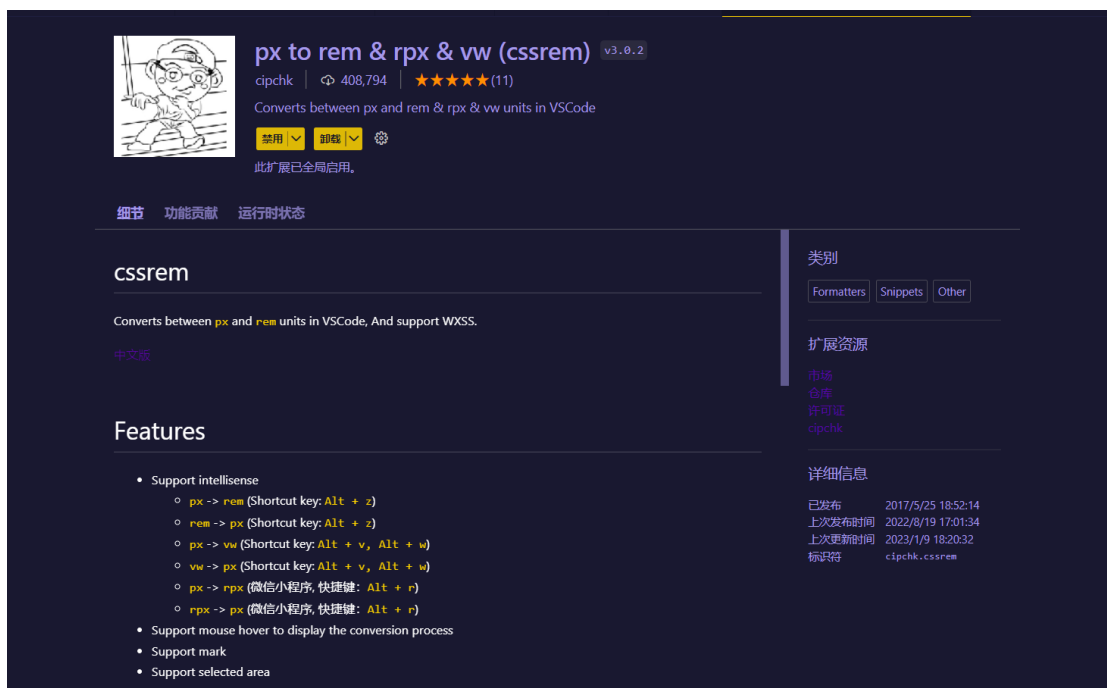 px to rem & rpx & vw (cssrem) v3.0.2
cipchk 408,794 ★★★★★(11)
Converts between px and rem & rpx & vw units in VSCode
禁用 卸载
此扩展已全局启用。
细节 功能贡献 运行时状态
cssrem
Converts between px and rem units in VSCode, And support WXSS.
中文版
Features
• Support intellisense
px -> rem (Shortcut key: Alt + z)
rem -> px (Shortcut key: Alt + z)
px -> vw (Shortcut key: Alt + v, Alt + w)
vw -> px (Shortcut key: Alt + v, Alt + w)
px -> rpx (微信小程序, 快捷键：Alt + r)
rpx -> px (微信小程序, 快捷键：Alt + r)
• Support mouse hover to display the conversion process
• Support mark
• Support selected area
类别
Formatters Snippets Other
扩展资源
市场
仓库
许可证
cipchk
详细信息
已发布 2017/5/25 18:52:14
上次发布时间 2022/8/19 17:01:34
上次更新时间 2023/1/9 18:20:32
标识符 cipchk.cssrem